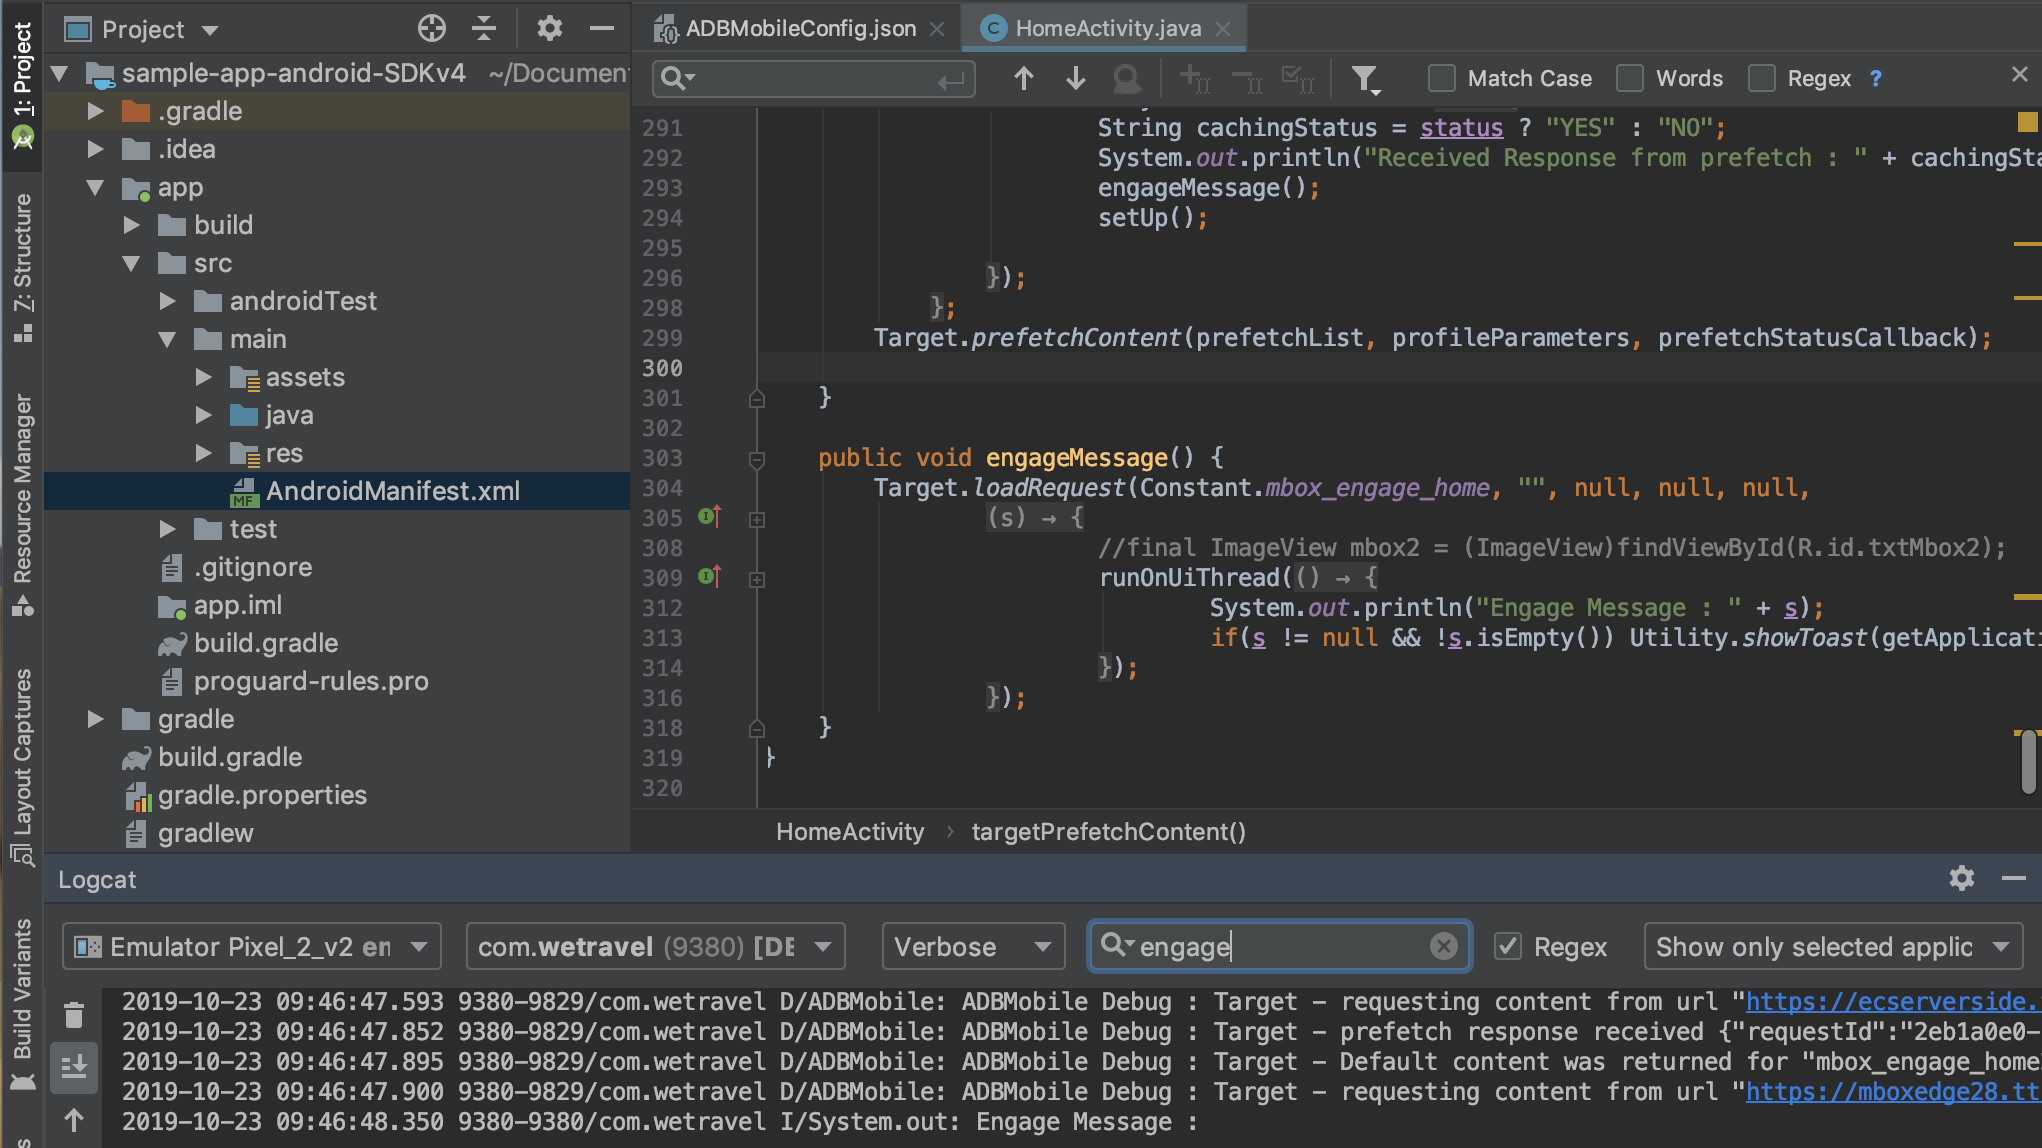 1: Project
7: Structure
Resource Manager
Layout Captures
Build Variants
Project
sample-app-android-SDKv4 ~/Documen
.gradle
.idea
app
build
src
androidTest
main
assets
java
res
AndroidManifest.xml
test
.gitignore
app.iml
build.gradle
proguard-rules.pro
gradle
build.gradle
gradle.properties
gradlew
ADBMobileConfig.json
HomeActivity.java
Match Case Words Regex ?
291 String cachingStatus = status ? "YES" : "NO";
292 System.out.println("Received Response from prefetch : " + cachingSta
293 engageMessage();
294 setUp();
295
296 });
298 };
299 Target.prefetchContent(prefetchList, profileParameters, prefetchStatusCallback);
300
301 }
302
303 public void engageMessage() {
304 Target.loadRequest(Constant.mbox_engage_home, "", null, null, null,
305 (s) → {
308 //final ImageView mbox2 = (ImageView)findViewById(R.id.txtMbox2);
309 runOnUiThread(() → {
312 System.out.println("Engage Message : " + s);
313 if(s != null && !s.isEmpty()) Utility.showToast(getApplicati
314 });
316 });
318 }
319 }
320
HomeActivity › targetPrefetchContent()
Logcat
Emulator Pixel_2_v2 en
com.wetravel (9380) [DE
Verbose
engage
Regex
Show only selected applic
2019-10-23 09:46:47.593 9380-9829/com.wetravel D/ADBMobile: ADBMobile Debug : Target - requesting content from url "https://ecserverside.
2019-10-23 09:46:47.852 9380-9829/com.wetravel D/ADBMobile: ADBMobile Debug : Target - prefetch response received {"requestId":"2eb1a0e0-
2019-10-23 09:46:47.895 9380-9829/com.wetravel D/ADBMobile: ADBMobile Debug : Target - Default content was returned for "mbox_engage_home
2019-10-23 09:46:47.900 9380-9829/com.wetravel D/ADBMobile: ADBMobile Debug : Target - requesting content from url "https://mboxedge28.tt
2019-10-23 09:46:48.350 9380-9380/com.wetravel I/System.out: Engage Message :